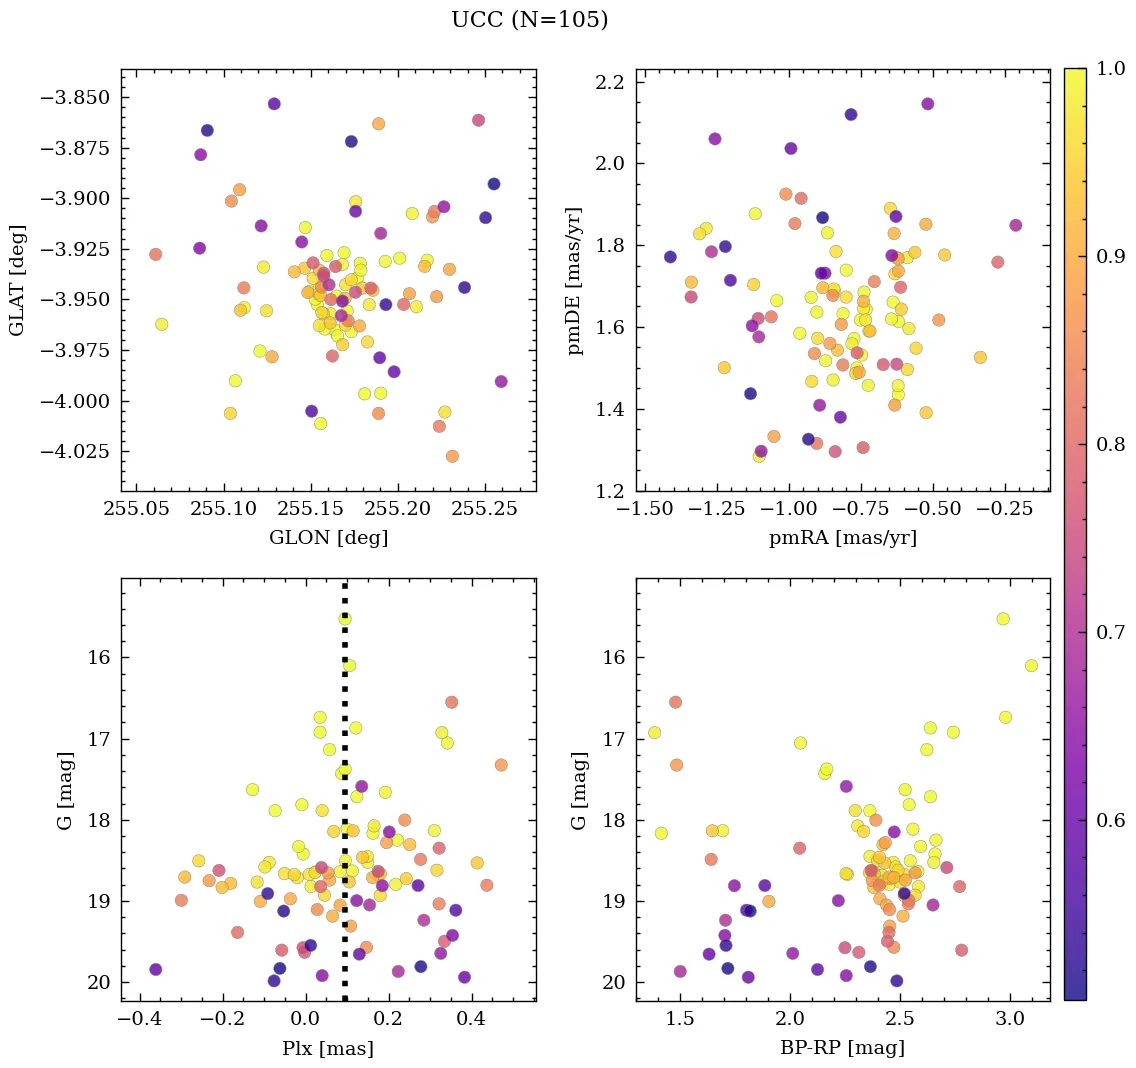 UCC (N=105)
−3.850
−3.875
−3.900
−3.925
−3.950
−3.975
−4.000
−4.025
GLAT [deg]
255.05 255.10 255.15 255.20 255.25
GLON [deg]
2.2
2.0
1.8
1.6
1.4
1.2
pmDE [mas/yr]
−1.50 −1.25 −1.00 −0.75 −0.50 −0.25
pmRA [mas/yr]
16
17
18
19
20
G [mag]
−0.4 −0.2 0.0 0.2 0.4
Plx [mas]
16
17
18
19
20
G [mag]
1.5 2.0 2.5 3.0
BP-RP [mag]
1.0
0.9
0.8
0.7
0.6